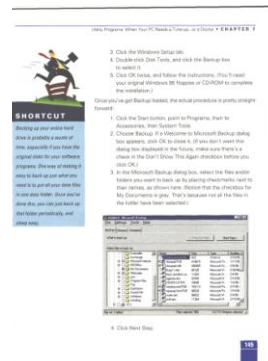 Utility Programs: When Your PC Needs a Tune-up, or a Doctor • CHAPTER 7
3. Click the Windows Setup tab.
4. Double-click Disk Tools, and click the Backup box
to select it.
5. Click OK twice, and follow the instructions. (You'll need
your original Windows 98 floppies or CD-ROM to complete
the installation.)
Once you've got Backup loaded, the actual procedure is pretty straight-
forward:
1. Click the Start button, point to Programs, then to
Accessories, then System Tools.
2. Choose Backup. If a Welcome to Microsoft Backup dialog
box appears, click OK to close it. (If you don't want this
dialog box displayed in the future, make sure there's a
check in the Don't Show This Again checkbox before you
click OK.)
3. In the Microsoft Backup dialog box, select the files and/or
folders you want to back up by placing checkmarks next to
their names, as shown here. (Notice that the checkbox for
My Documents is gray. That's because not all the files in
the folder have been selected.)
4. Click Next Step.
SHORTCUT
Backing up your entire hard
drive is probably a waste of
time, especially if you have the
original disks for your software
programs. One way of making it
easy to back up just what you
need is to put all your data files
in one easy folder. Once you've
done this, you can just back up
that folder periodically, and
sleep easy.
149